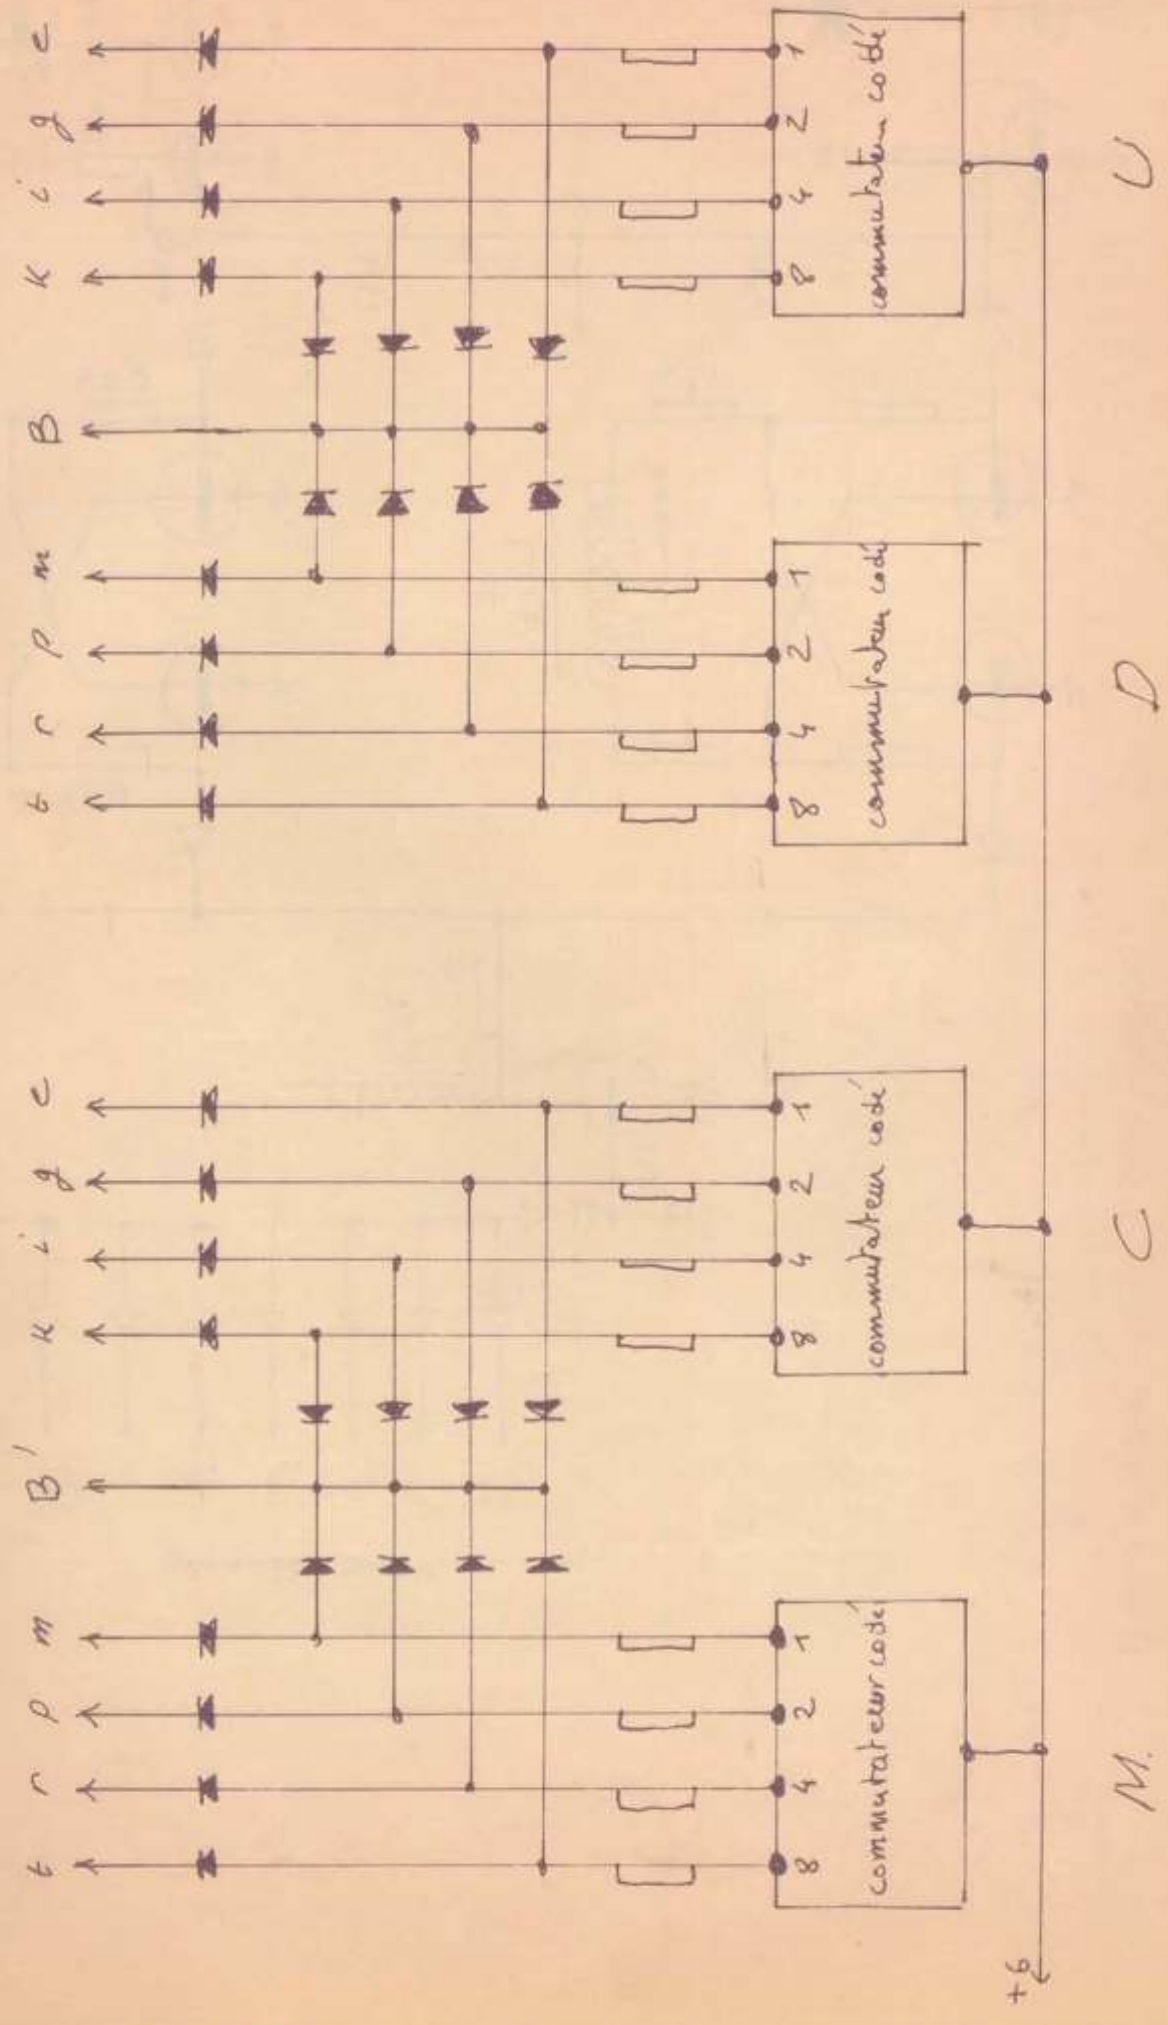 t r p m B' k i g e t r p m B k i g e
8 4 2 1 8 4 2 1 8 4 2 1 8 4 2 1
commutateur codé commutateur codé commutateur codé commutateur codé
+6
M. C D U